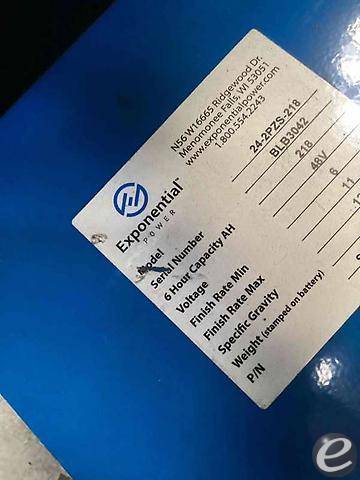 N56 W16665 Ridgewood Dr.
Menomonee Falls, WI 53051
www.exponentialpower.com
1.800.554.2243
Exponential™
POWER
Model 24-2PZS-218
Serial Number BLB3042
6 Hour Capacity AH 218
Voltage 48V
Finish Rate Min 6
Finish Rate Max 11
Specific Gravity
Weight (stamped on battery)
P/N
e